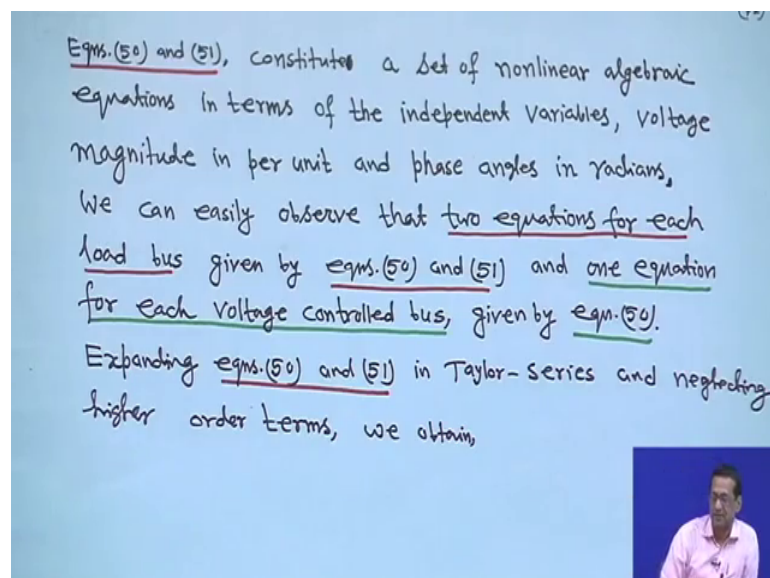 Eqns.(50) and (51), constitute a set of nonlinear algebraic
equations in terms of the independent variables, voltage
magnitude in per unit and phase angles in radians,
We can easily observe that two equations for each
load bus given by eqns.(50) and (51) and one equation
for each voltage controlled bus, given by eqn.(50).
Expanding eqns.(50) and (51) in Taylor-series and neglecting
higher order terms, we obtain,